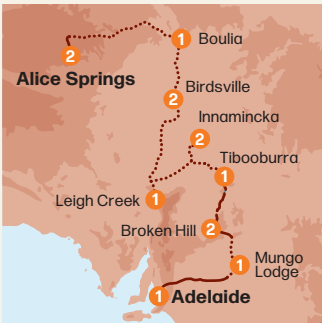 1 Boulia
2
Alice Springs
2 Birdsville
Innamincka
2
Tibooburra
1
Leigh Creek 1
Broken Hill 2
1 Mungo
Lodge
1 Adelaide